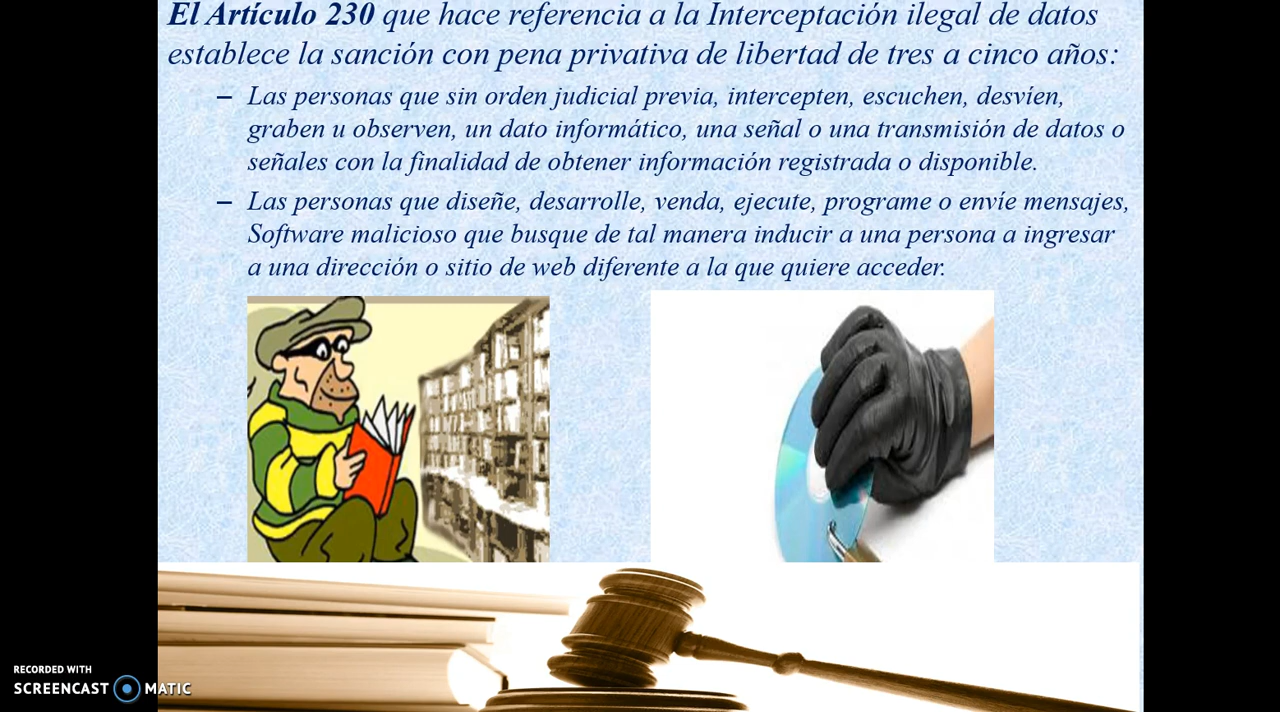 El Artículo 230 que hace referencia a la Interceptación ilegal de datos
establece la sanción con pena privativa de libertad de tres a cinco años:
– Las personas que sin orden judicial previa, intercepten, escuchen, desvíen,
graben u observen, un dato informático, una señal o una transmisión de datos o
señales con la finalidad de obtener información registrada o disponible.
– Las personas que diseñe, desarrolle, venda, ejecute, programe o envíe mensajes,
Software malicioso que busque de tal manera inducir a una persona a ingresar
a una dirección o sitio de web diferente a la que quiere acceder.
RECORDED WITH
SCREENCAST MATIC